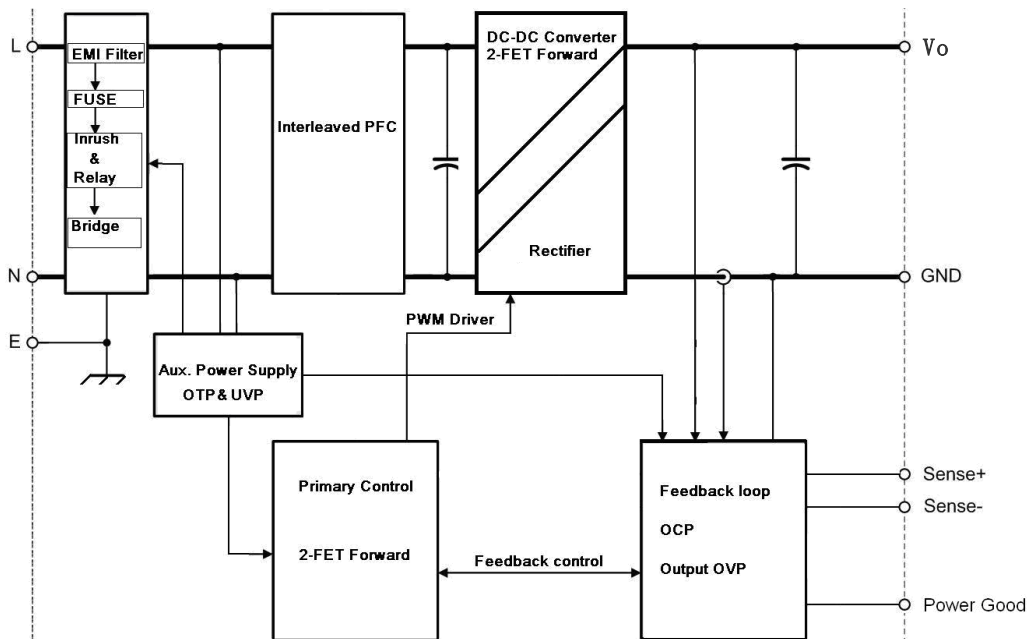 L
EMI Filter
FUSE
Inrush
&
Relay
Bridge
Interleaved PFC
DC-DC Converter
2-FET Forward
Rectifier
Vo
N
GND
E
PWM Driver
Aux. Power Supply
OTP & UVP
Primary Control
2-FET Forward
Feedback control
Feedback loop
OCP
Output OVP
Sense+
Sense-
Power Good